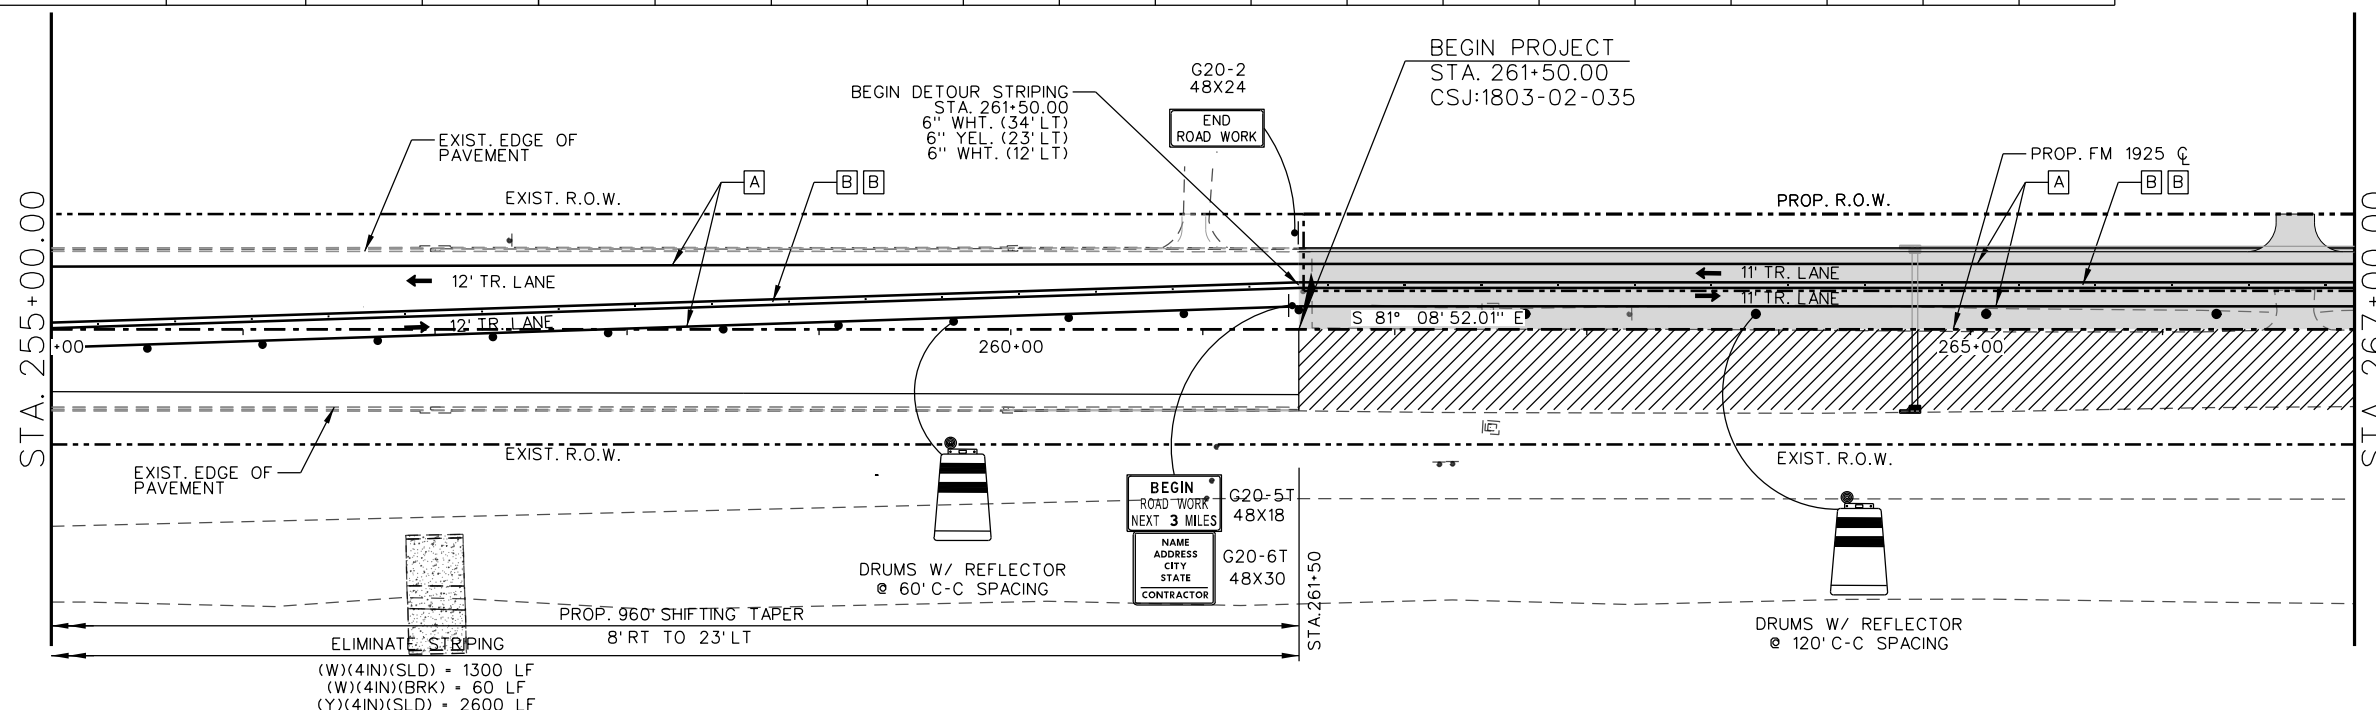 BEGIN PROJECT
STA. 261+50.00
CSJ:1803-02-035
G20-2
48X24
END
ROAD WORK
BEGIN DETOUR STRIPING
STA. 261+50.00
6" WHT. (34' LT)
6" YEL. (23' LT)
6" WHT. (12' LT)
EXIST. EDGE OF
PAVEMENT
A
B B
PROP. FM 1925 ℄
A
B B
EXIST. R.O.W.
PROP. R.O.W.
STA. 255+00.00
STA. 267+00.00
12' TR. LANE
12' TR. LANE
11' TR. LANE
11' TR. LANE
S 81° 08' 52.01" E
+00
260+00
265+00
EXIST. R.O.W.
EXIST. R.O.W.
EXIST. EDGE OF
PAVEMENT
BEGIN
ROAD WORK
NEXT 3 MILES
G20-5T
48X18
NAME
ADDRESS
CITY
STATE
CONTRACTOR
G20-6T
48X30
STA.261+50
DRUMS W/ REFLECTOR
@ 60' C-C SPACING
DRUMS W/ REFLECTOR
@ 120' C-C SPACING
PROP. 960' SHIFTING TAPER
8' RT TO 23' LT
ELIMINATE STRIPING
(W)(4IN)(SLD) = 1300 LF
(W)(4IN)(BRK) = 60 LF
(Y)(4IN)(SLD) = 2600 LF